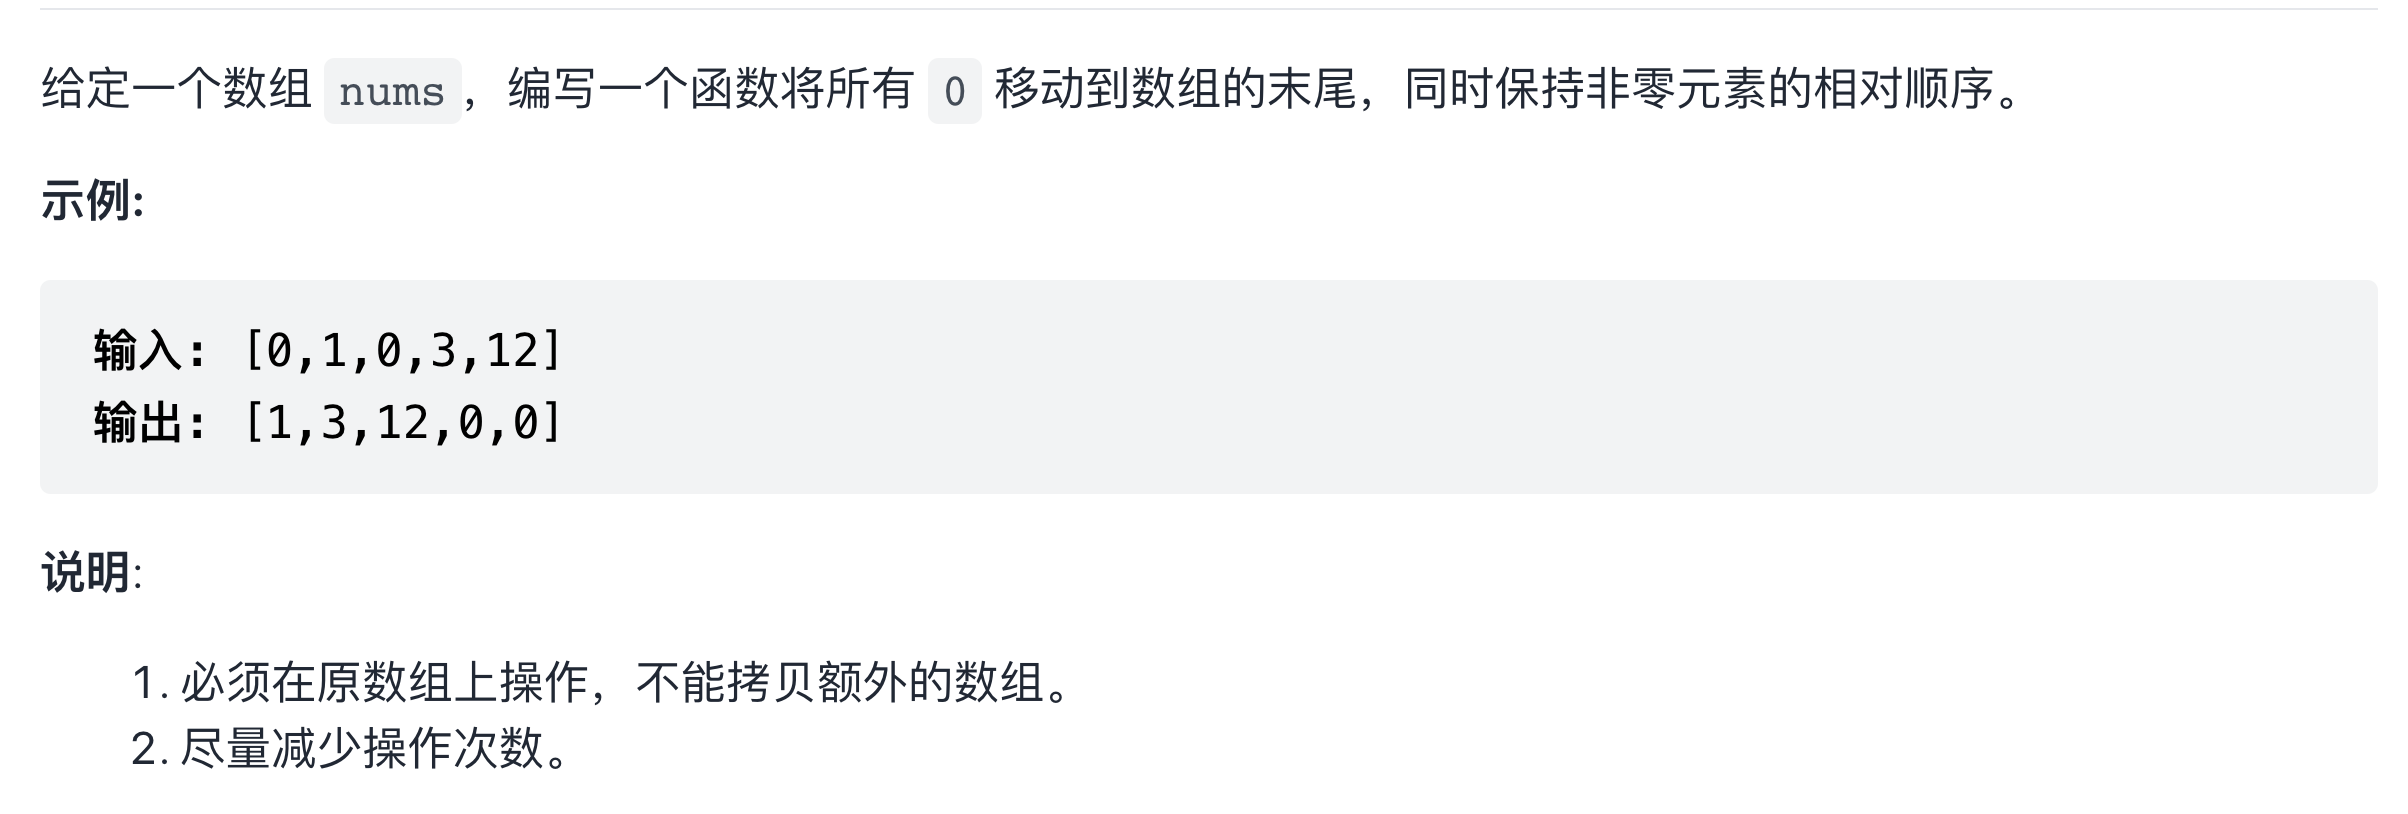 给定一个数组 nums，编写一个函数将所有 0 移动到数组的末尾，同时保持非零元素的相对顺序。
示例:
输入: [0,1,0,3,12]
输出: [1,3,12,0,0]
说明:
1. 必须在原数组上操作，不能拷贝额外的数组。
2. 尽量减少操作次数。